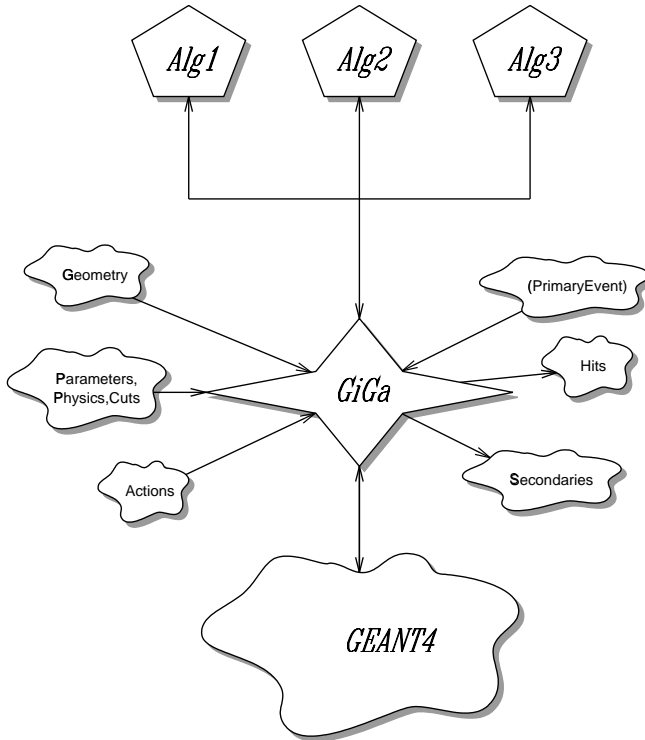 Alg1
Alg2
Alg3
Geometry
(PrimaryEvent)
Parameters,
Physics,Cuts
GiGa
Hits
Actions
Secondaries
GEANT4